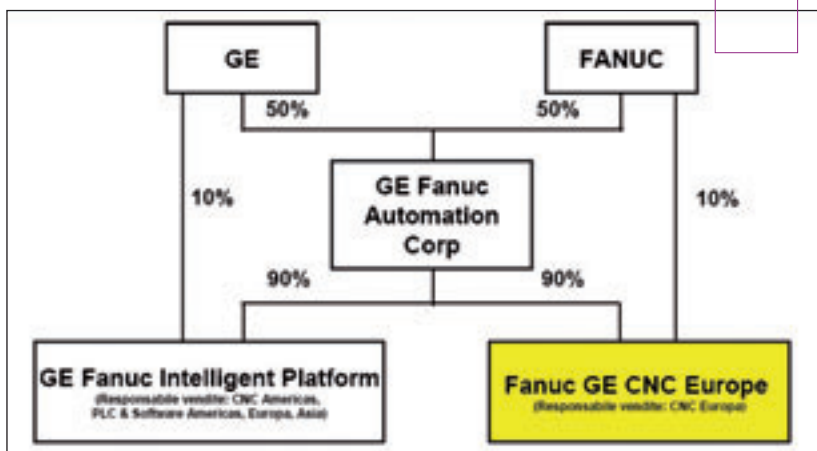 GE
FANUC
50%
50%
GE Fanuc
Automation
Corp
10%
10%
90%
90%
GE Fanuc Intelligent Platform
(Responsabile vendite: CNC Americas,
PLC & Software Americas, Europa, Asia)
Fanuc GE CNC Europe
(Responsabile vendite: CNC Europa)